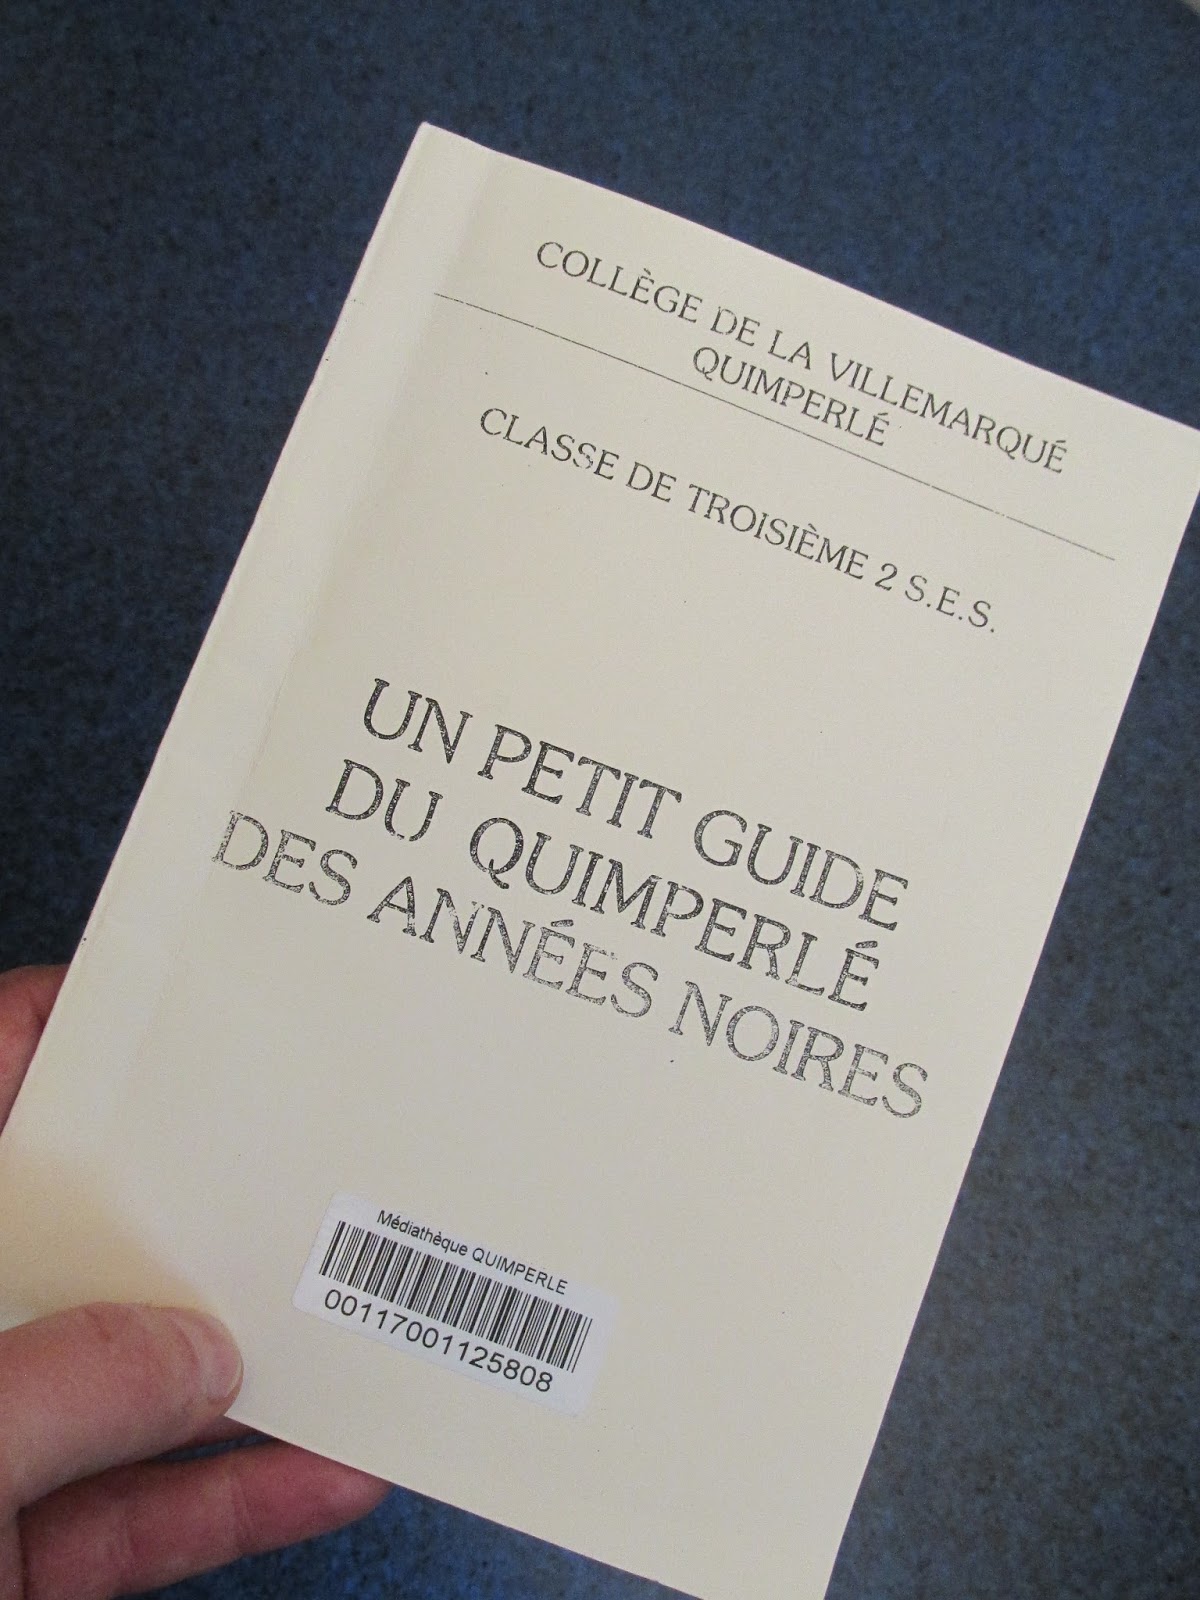 COLLÈGE DE LA VILLEMARQUÉ
QUIMPERLÉ
CLASSE DE TROISIÈME 2 S.E.S.
UN PETIT GUIDE
DU QUIMPERLÉ
DES ANNÉES NOIRES
Médiathèque QUIMPERLE
00117001125808